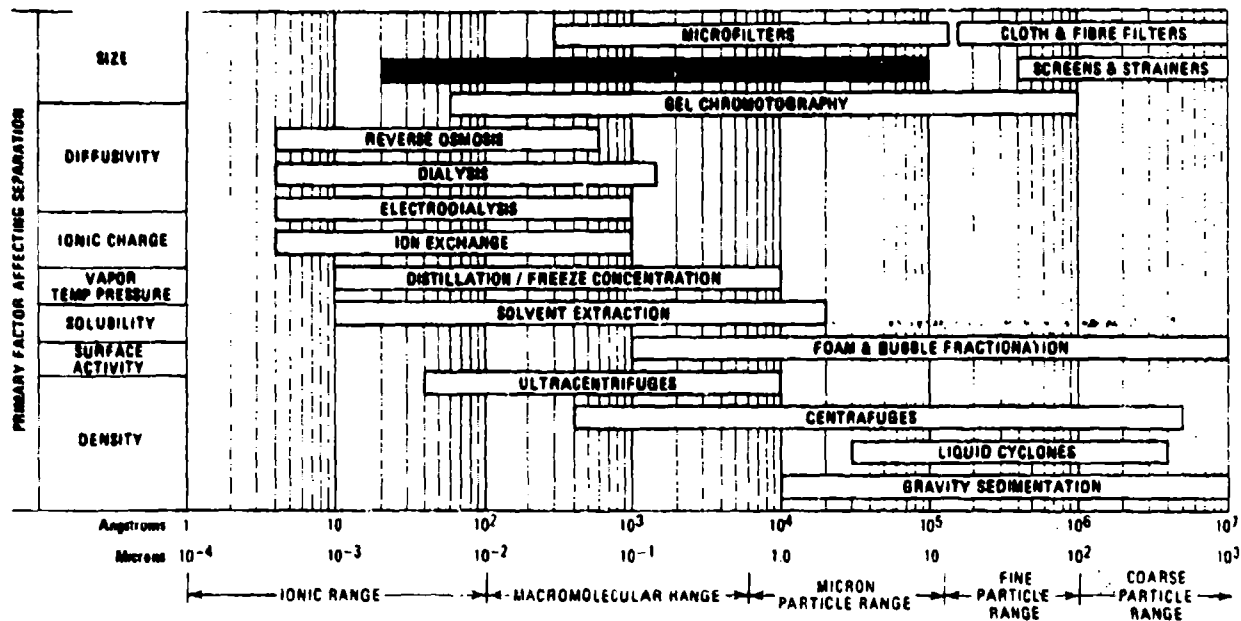 PRIMARY FACTOR AFFECTING SEPARATION
SIZE
DIFFUSIVITY
IONIC CHARGE
VAPOR
TEMP PRESSURE
SOLUBILITY
SURFACE
ACTIVITY
DENSITY
MICROFILTERS
CLOTH & FIBRE FILTERS
SCREENS & STRAINERS
GEL CHROMOTOGRAPHY
REVERSE OSMOSIS
DIALYSIS
ELECTRODIALYSIS
ION EXCHANGE
DISTILLATION / FREEZE CONCENTRATION
SOLVENT EXTRACTION
FOAM & BUBBLE FRACTIONATION
ULTRACENTRIFUGES
CENTRAFUGES
LIQUID CYCLONES
GRAVITY SEDIMENTATION
Angstroms 1 10 10² 10³ 10⁴ 10⁵ 10⁶ 10⁷
Microns 10⁻⁴ 10⁻³ 10⁻² 10⁻¹ 1.0 10 10² 10³
IONIC RANGE
MACROMOLECULAR RANGE
MICRON
PARTICLE RANGE
FINE
PARTICLE
RANGE
COARSE
PARTICLE
RANGE